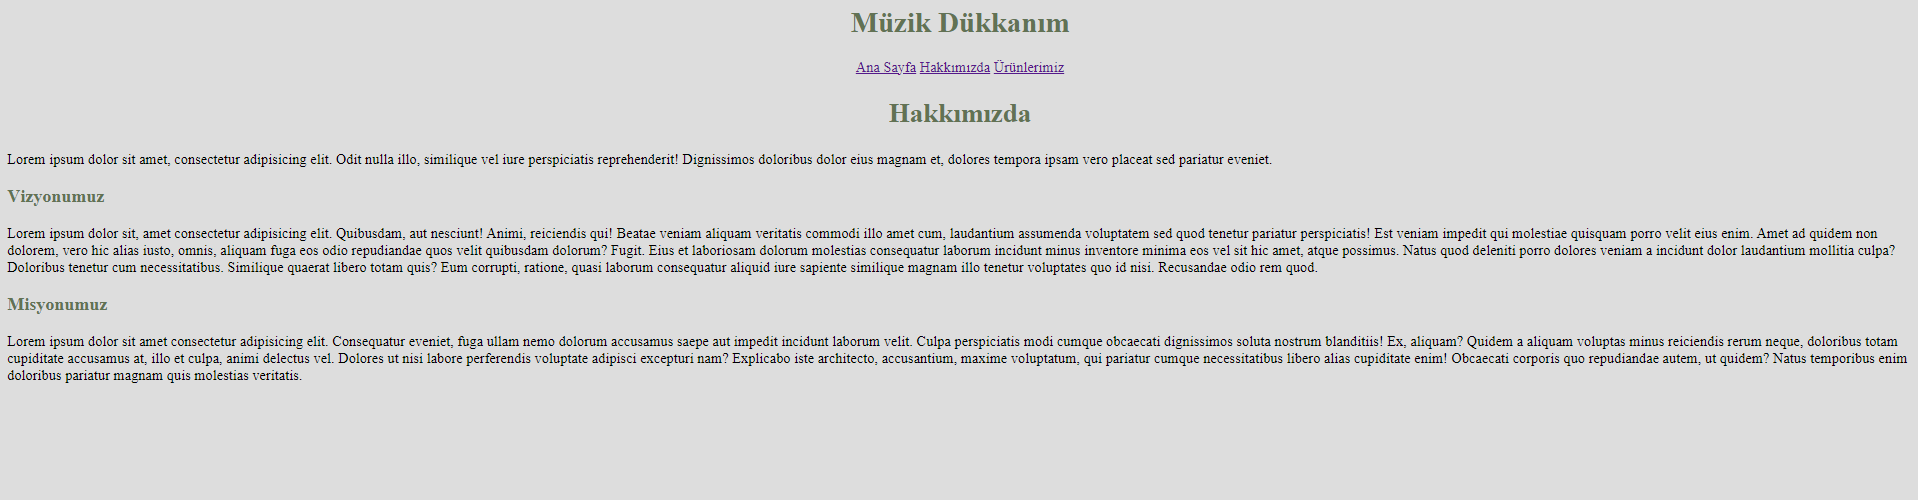 Müzik Dükkanım
Ana Sayfa Hakkımızda Ürünlerimiz
Hakkımızda
Lorem ipsum dolor sit amet, consectetur adipisicing elit. Odit nulla illo, similique vel iure perspiciatis reprehenderit! Dignissimos doloribus dolor eius magnam et, dolores tempora ipsam vero placeat sed pariatur eveniet.
Vizyonumuz
Lorem ipsum dolor sit, amet consectetur adipisicing elit. Quibusdam, aut nesciunt! Animi, reiciendis qui! Beatae veniam aliquam veritatis commodi illo amet cum, laudantium assumenda voluptatem sed quod tenetur pariatur perspiciatis! Est veniam impedit qui molestiae quisquam porro velit eius enim. Amet ad quidem non
dolorem, vero hic alias iusto, omnis, aliquam fuga eos odio repudiandae quos velit quibusdam dolorum? Fugit. Eius et laboriosam dolorum molestias consequatur laborum incidunt minus inventore minima eos vel sit hic amet, atque possimus. Natus quod deleniti porro dolores veniam a incidunt dolor laudantium mollitia culpa?
Doloribus tenetur cum necessitatibus. Similique quaerat libero totam quis? Eum corrupti, ratione, quasi laborum consequatur aliquid iure sapiente similique magnam illo tenetur voluptates quo id nisi. Recusandae odio rem quod.
Misyonumuz
Lorem ipsum dolor sit amet consectetur adipisicing elit. Consequatur eveniet, fuga ullam nemo dolorum accusamus saepe aut impedit incidunt laborum velit. Culpa perspiciatis modi cumque obcaecati dignissimos soluta nostrum blanditiis! Ex, aliquam? Quidem a aliquam voluptas minus reiciendis rerum neque, doloribus totam
cupiditate accusamus at, illo et culpa, animi delectus vel. Dolores ut nisi labore perferendis voluptate adipisci excepturi nam? Explicabo iste architecto, accusantium, maxime voluptatum, qui pariatur cumque necessitatibus libero alias cupiditate enim! Obcaecati corporis quo repudiandae autem, ut quidem? Natus temporibus enim
doloribus pariatur magnam quis molestias veritatis.